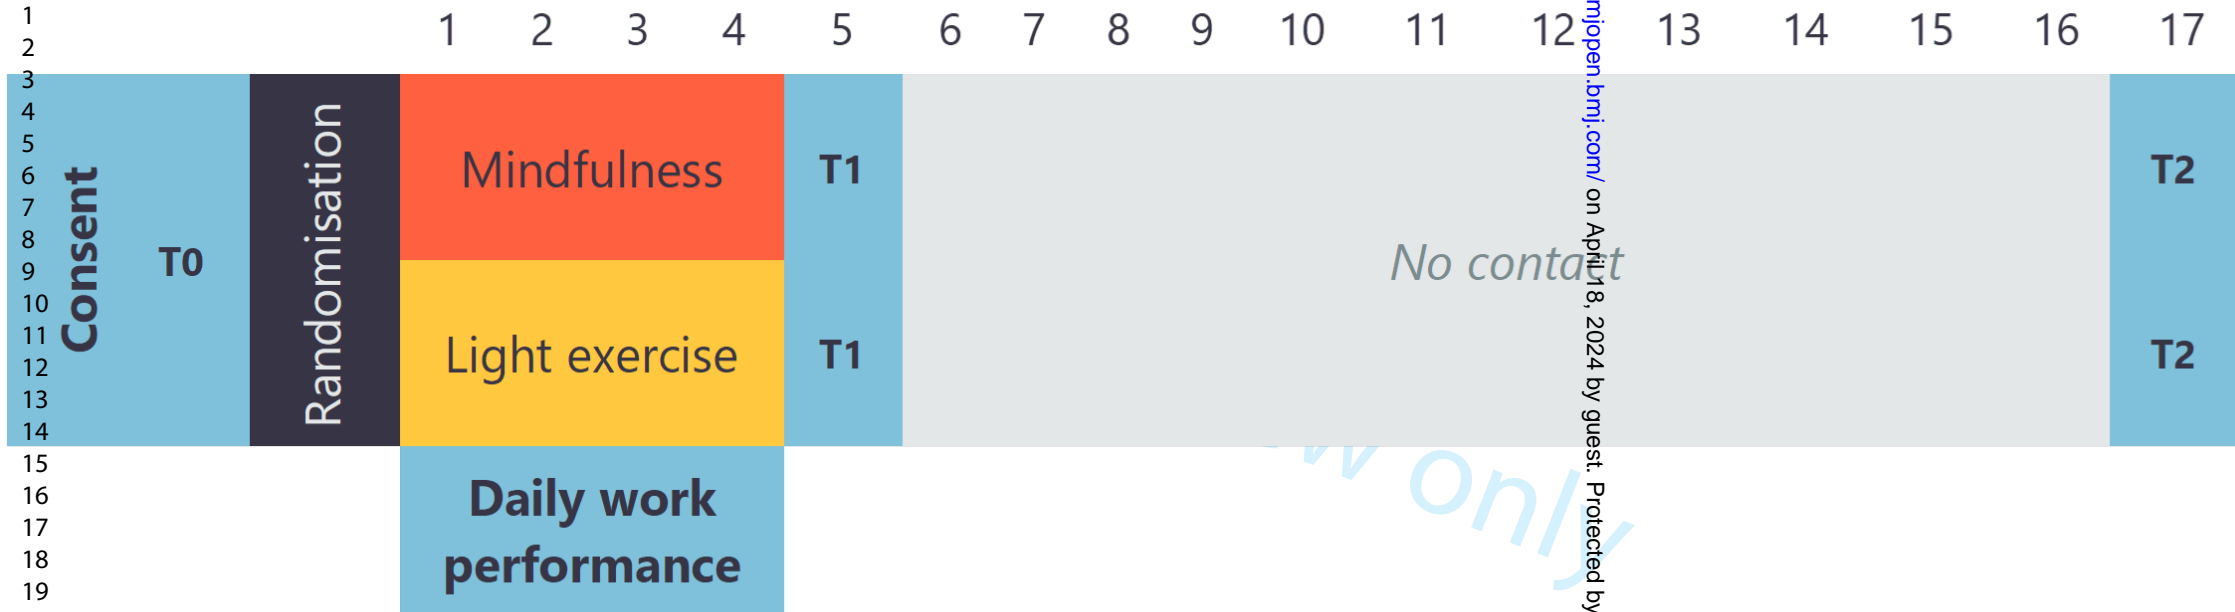 1 2 3 4 5 6 7 8 9 10 11 12 13 14 15 16 17
1
2
3
4
5
6
7
8
9
10
11
12
13
14
15
16
17
18
19
Consent
T0
Randomisation
Mindfulness
Light exercise
T1
T1
No contact
T2
T2
Daily work
performance
only
mjopen.bmj.com/ on April 18, 2024 by guest. Protected by